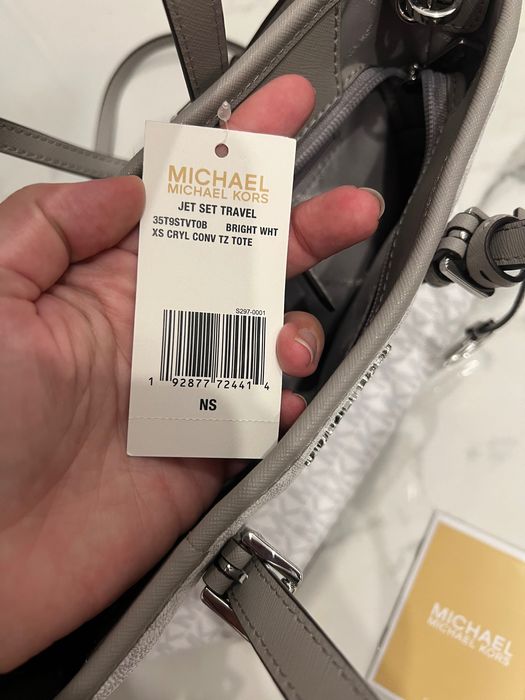 MICHAEL
MICHAEL KORS
JET SET TRAVEL
35T9STVT0B BRIGHT WHT
XS CRYL CONV TZ TOTE
S297-0001
1 92877 72441 4
NS
MICHAEL
MICHAEL KORS